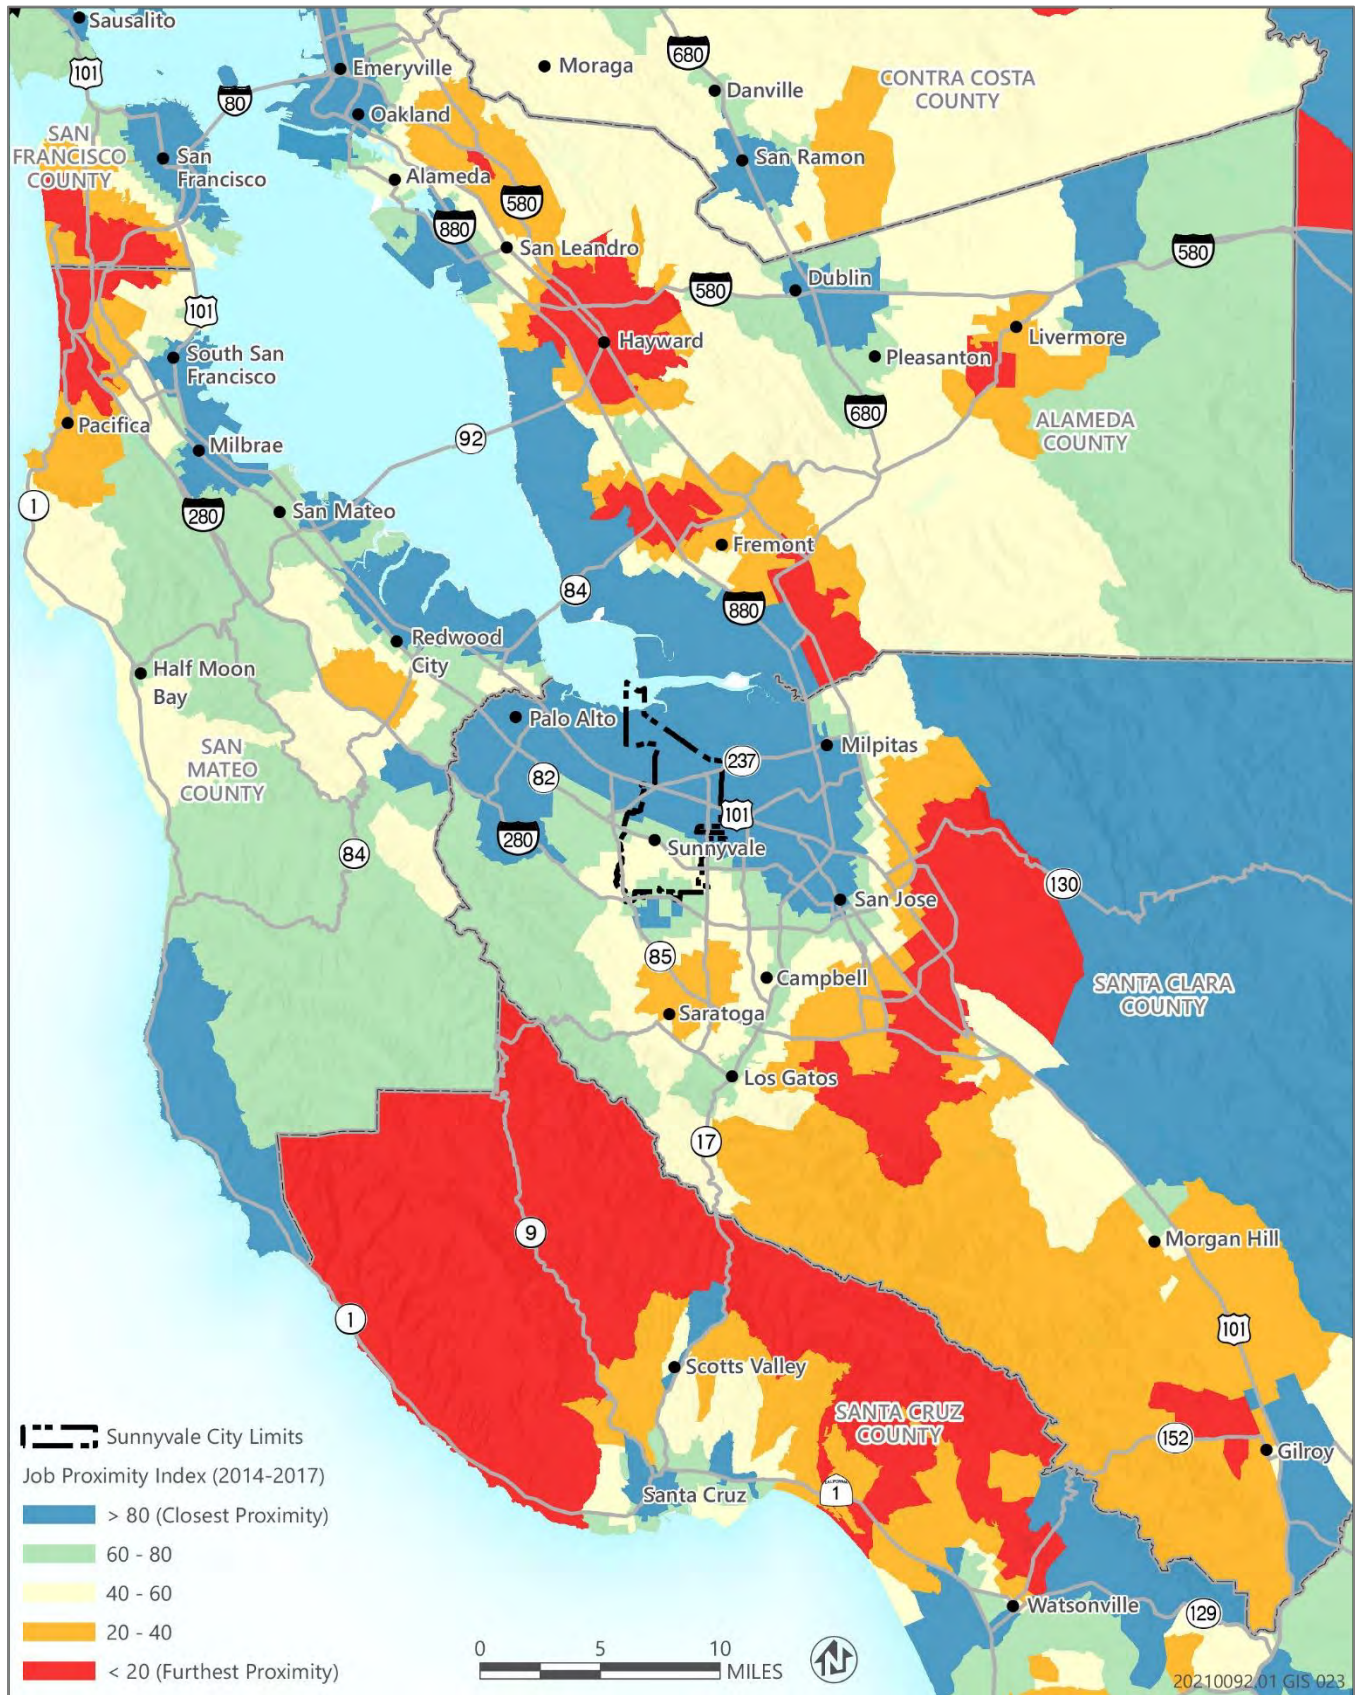 Sausalito
101
Emeryville
Moraga
680
Danville
CONTRA COSTA
COUNTY
80
Oakland
SAN
FRANCISCO
COUNTY
San
Francisco
San Ramon
Alameda
580
880
San Leandro
580
580
Dublin
101
Hayward
Livermore
South San
Francisco
Pleasanton
680
Pacifica
92
ALAMEDA
COUNTY
Milbrae
1
280
San Mateo
Fremont
84
880
Redwood
City
Half Moon
Bay
Palo Alto
SAN
MATEO
COUNTY
237
Milpitas
82
101
280
Sunnyvale
84
130
San Jose
85
Campbell
SANTA CLARA
COUNTY
Saratoga
Los Gatos
17
9
Morgan Hill
1
101
Scotts Valley
SANTA CRUZ
COUNTY
152
Gilroy
Santa Cruz
CALIFORNIA
1
Watsonville
129
Sunnyvale City Limits
Job Proximity Index (2014-2017)
> 80 (Closest Proximity)
60 - 80
40 - 60
20 - 40
< 20 (Furthest Proximity)
0 5 10
MILES
20210092.01 GIS 023